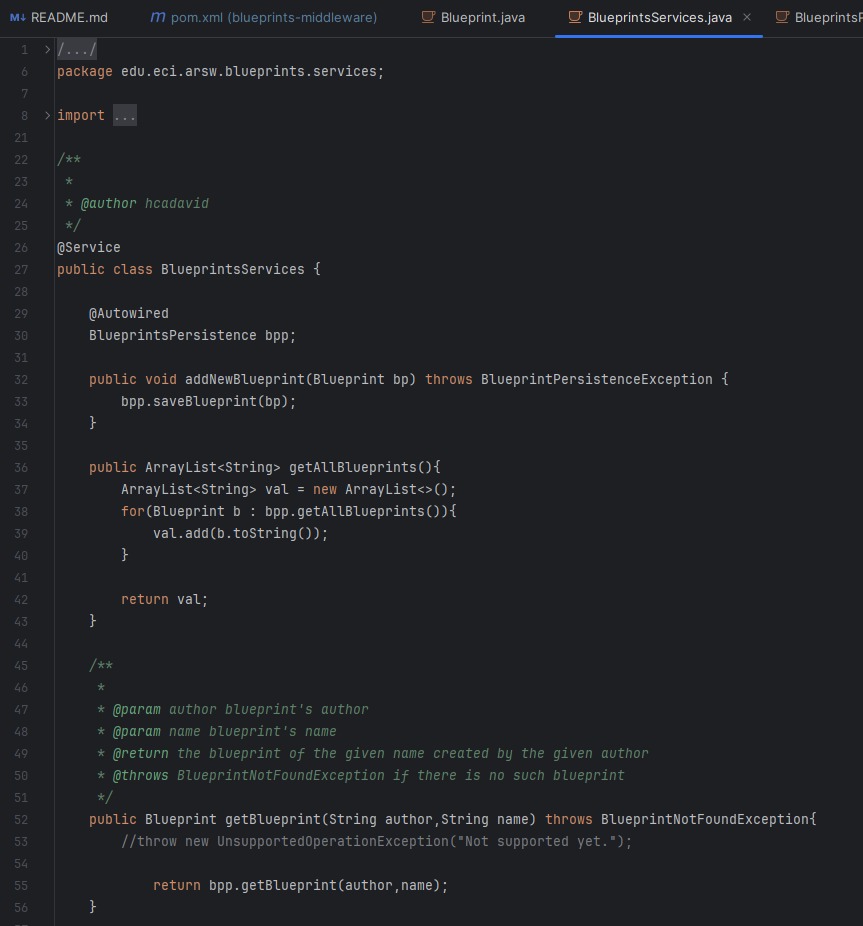 README.md pom.xml (blueprints-middleware) Blueprint.java BlueprintsServices.java BlueprintsP
1 /.../
6 package edu.eci.arsw.blueprints.services;
7
8 import ...
21
22 /**
23  *
24  * @author hcadavid
25  */
26 @Service
27 public class BlueprintsServices {
28
29     @Autowired
30     BlueprintsPersistence bpp;
31
32     public void addNewBlueprint(Blueprint bp) throws BlueprintPersistenceException {
33         bpp.saveBlueprint(bp);
34     }
35
36     public ArrayList<String> getAllBlueprints(){
37         ArrayList<String> val = new ArrayList<>();
38         for(Blueprint b : bpp.getAllBlueprints()){
39             val.add(b.toString());
40         }
41
42         return val;
43     }
44
45     /**
46      *
47      * @param author blueprint's author
48      * @param name blueprint's name
49      * @return the blueprint of the given name created by the given author
50      * @throws BlueprintNotFoundException if there is no such blueprint
51      */
52     public Blueprint getBlueprint(String author,String name) throws BlueprintNotFoundException{
53         //throw new UnsupportedOperationException("Not supported yet.");
54
55             return bpp.getBlueprint(author,name);
56     }